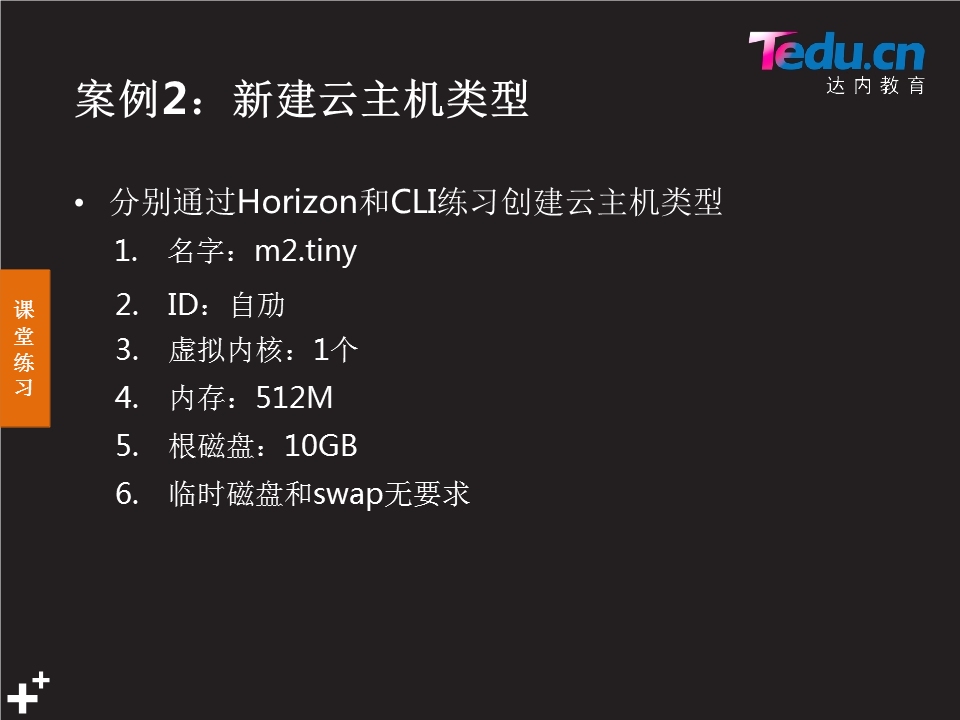 Tedu.cn
达内教育
案例2：新建云主机类型
• 分别通过Horizon和CLI练习创建云主机类型
1. 名字：m2.tiny
2. ID：自劢
3. 虚拟内核：1个
4. 内存：512M
5. 根磁盘：10GB
6. 临时磁盘和swap无要求
课
堂
练
习